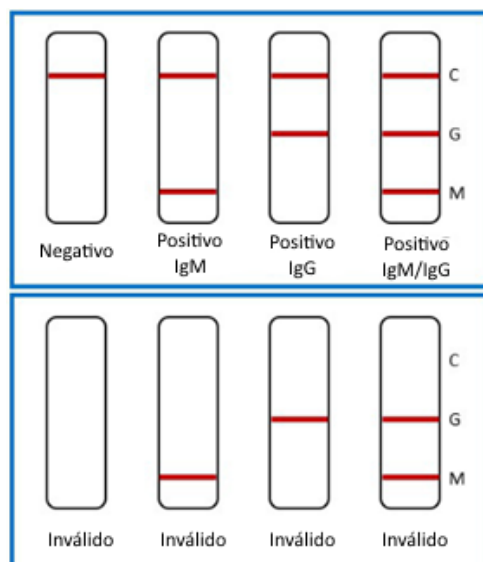 C
G
M
Negativo
Positivo
IgM
Positivo
IgG
Positivo
IgM/IgG
C
G
M
Inválido
Inválido
Inválido
Inválido